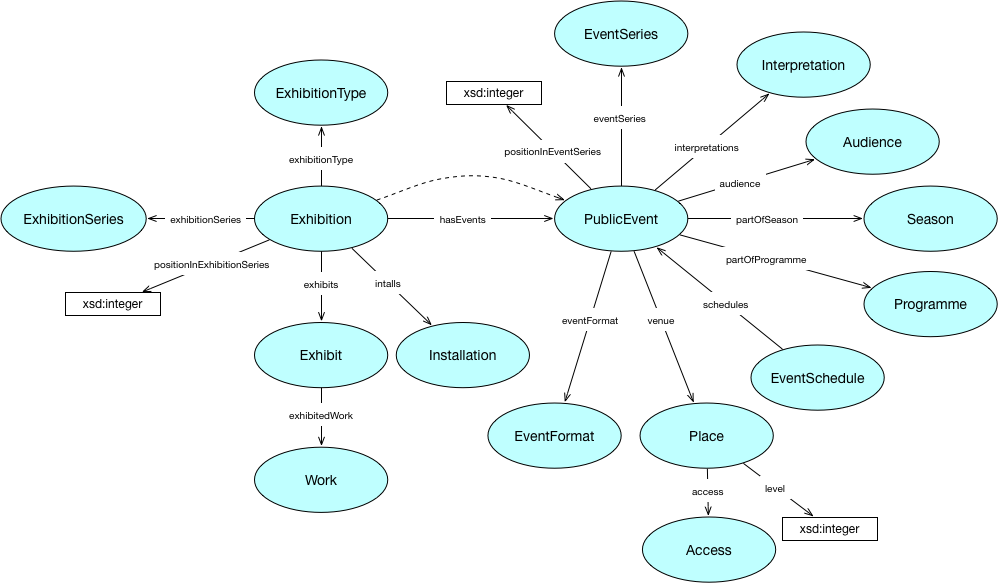 EventSeries
Interpretation
ExhibitionType
xsd:integer
eventSeries
Audience
interpretations
positionInEventSeries
exhibitionType
audience
ExhibitionSeries
exhibitionSeries
Exhibition
hasEvents
PublicEvent
partOfSeason
Season
partOfProgramme
positionInExhibitionSeries
exhibits
intalls
xsd:integer
schedules
Programme
eventFormat
venue
Exhibit
Installation
EventSchedule
exhibitedWork
EventFormat
Place
Work
access
level
xsd:integer
Access